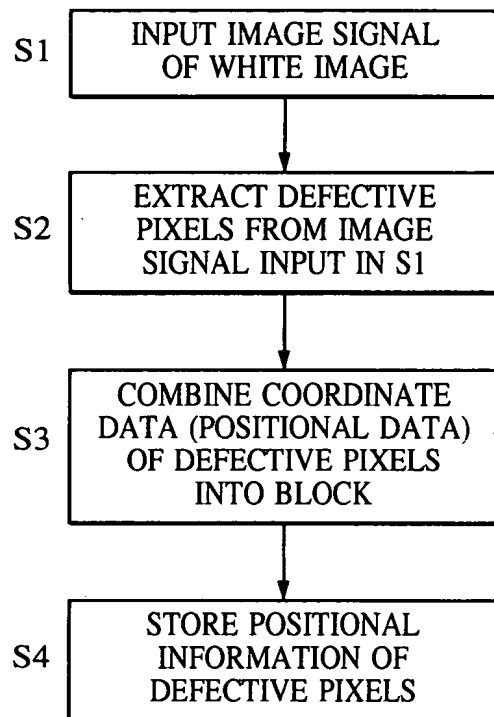 S1
INPUT IMAGE SIGNAL
OF WHITE IMAGE
S2
EXTRACT DEFECTIVE
PIXELS FROM IMAGE
SIGNAL INPUT IN S1
S3
COMBINE COORDINATE
DATA (POSITIONAL DATA)
OF DEFECTIVE PIXELS
INTO BLOCK
S4
STORE POSITIONAL
INFORMATION OF
DEFECTIVE PIXELS